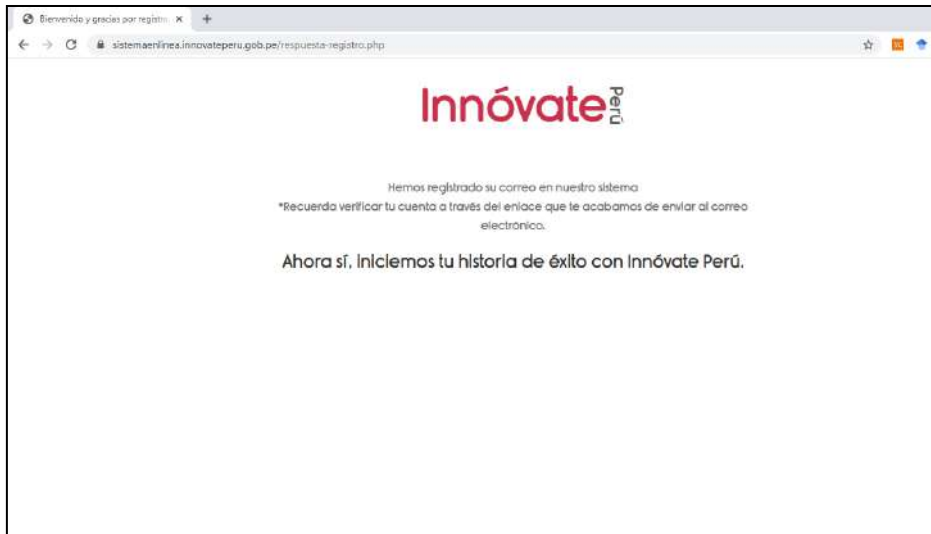 Bienvenido y gracias por registro
sistemaenlinea.innovateperu.gob.pe/respuesta-registro.php
Innóvate Perú
Hemos registrado su correo en nuestro sistema
*Recuerda verificar tu cuenta a través del enlace que te acabamos de enviar al correo
electrónico.
Ahora sí, iniciemos tu historia de éxito con Innóvate Perú.